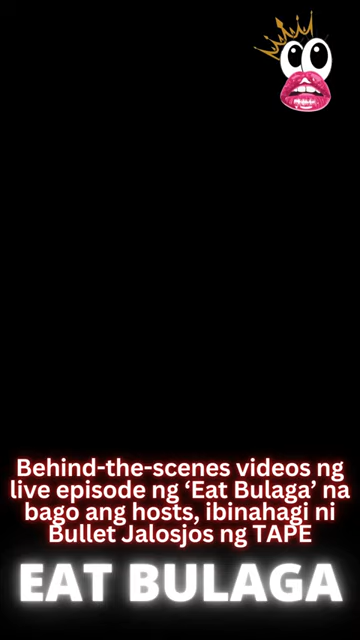 Behind-the-scenes videos ng
live episode ng ‘Eat Bulaga’ na
bago ang hosts, ibinahagi ni
Bullet Jalosjos ng TAPE
EAT BULAGA